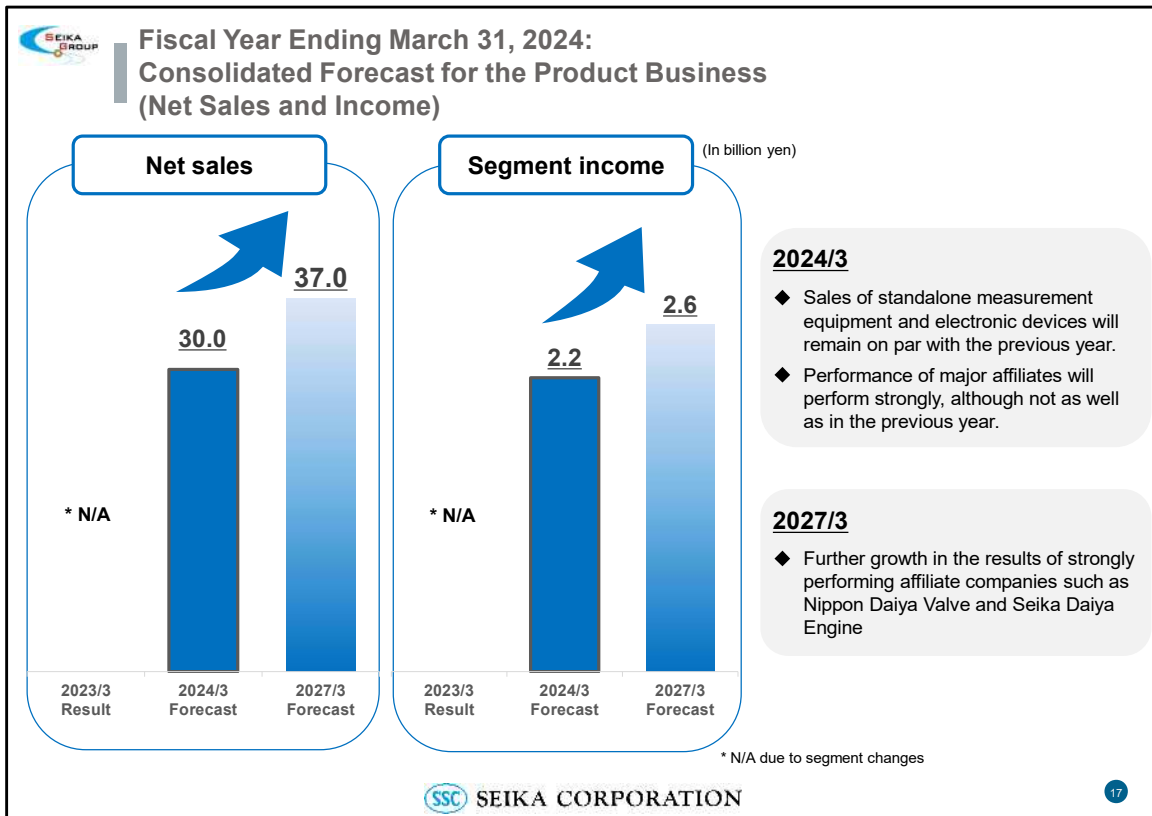 SEIKA
GROUP
Fiscal Year Ending March 31, 2024:
Consolidated Forecast for the Product Business
(Net Sales and Income)
(In billion yen)
Net sales
37.0
30.0
* N/A
2023/3
Result
2024/3
Forecast
2027/3
Forecast
Segment income
2.6
2.2
* N/A
2023/3
Result
2024/3
Forecast
2027/3
Forecast
2024/3
◆ Sales of standalone measurement
equipment and electronic devices will
remain on par with the previous year.
◆ Performance of major affiliates will
perform strongly, although not as well
as in the previous year.
2027/3
◆ Further growth in the results of strongly
performing affiliate companies such as
Nippon Daiya Valve and Seika Daiya
Engine
* N/A due to segment changes
SSC SEIKA CORPORATION
17